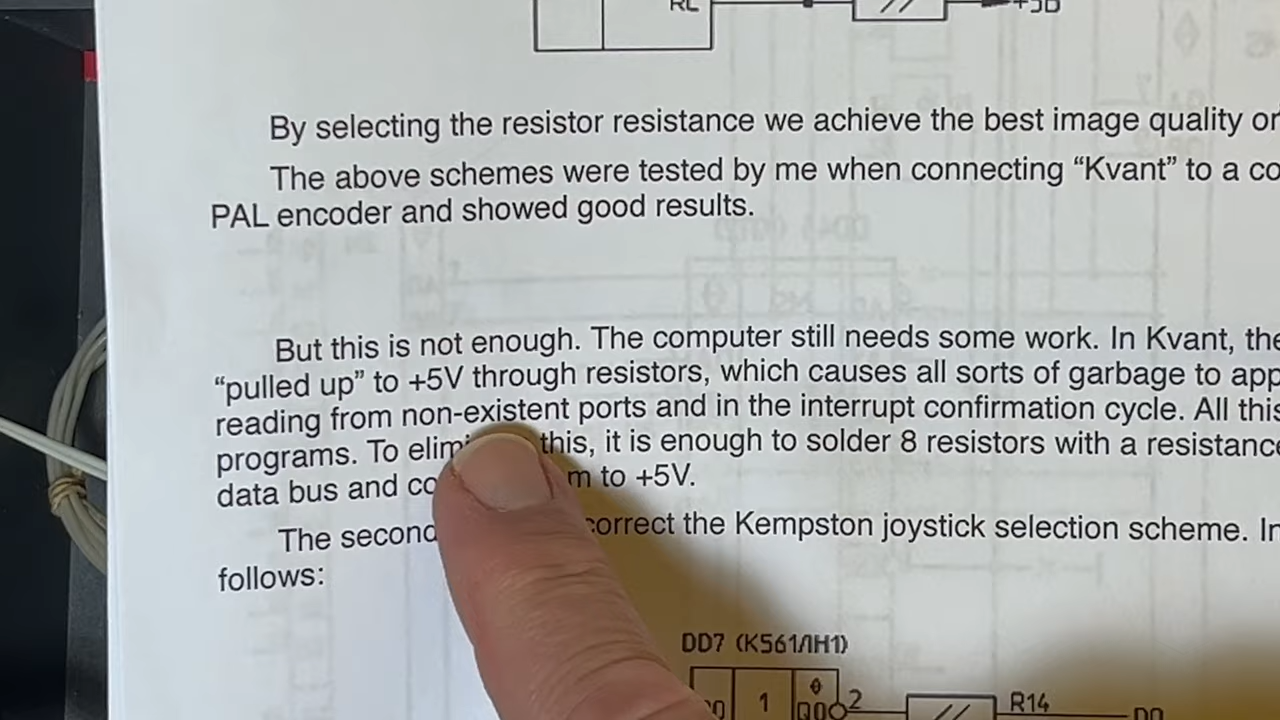 RC +5B
By selecting the resistor resistance we achieve the best image quality or
The above schemes were tested by me when connecting “Kvant” to a co
PAL encoder and showed good results.
But this is not enough. The computer still needs some work. In Kvant, the
“pulled up” to +5V through resistors, which causes all sorts of garbage to app
reading from non-existent ports and in the interrupt confirmation cycle. All this
programs. To elim this, it is enough to solder 8 resistors with a resistance
data bus and co m to +5V.
The second correct the Kempston joystick selection scheme. In
follows:
DD7 (К561ЛН1)
1 Q0 2 R14 D0